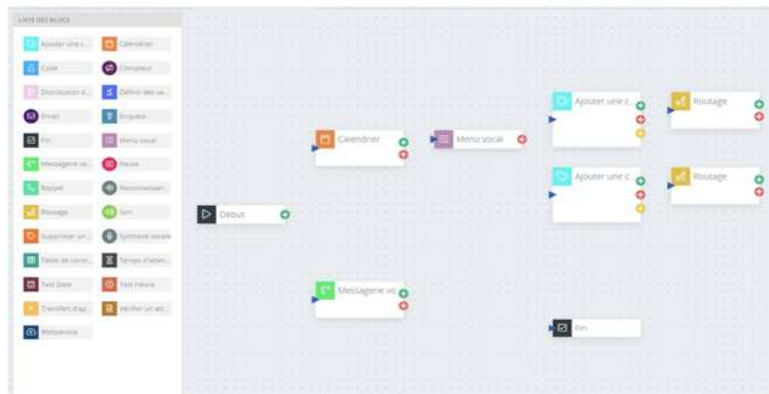 LISTE DES BLOCS
Ajouter une c...
Calendrier
Code
Compteur
Distribution d...
Définir des va...
Email
Enquête
Fin
Menu vocal
Messagerie vo...
Pause
Rappel
Reconnaissan...
Routage
Son
Supprimer un...
Synthèse vocale
Table de corre...
Temps d'atten...
Test Date
Test Heure
Transfert d'ap...
Vérifier un att...
Webservice
Début
Calendrier
Messagerie vo
Menu vocal
Ajouter une c
Ajouter une c
Fin
Routage
Routage